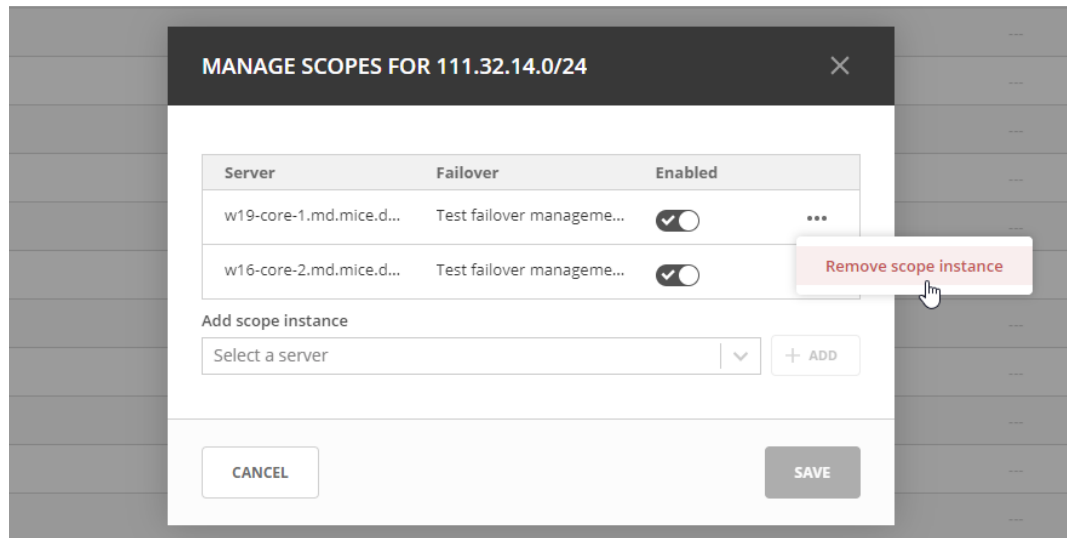 MANAGE SCOPES FOR 111.32.14.0/24
Server Failover Enabled
w19-core-1.md.mice.d... Test failover manageme...
w16-core-2.md.mice.d... Test failover manageme...
Remove scope instance
Add scope instance
Select a server
+ ADD
CANCEL
SAVE
---
---
---
---
---
---
---
---
---
---
---